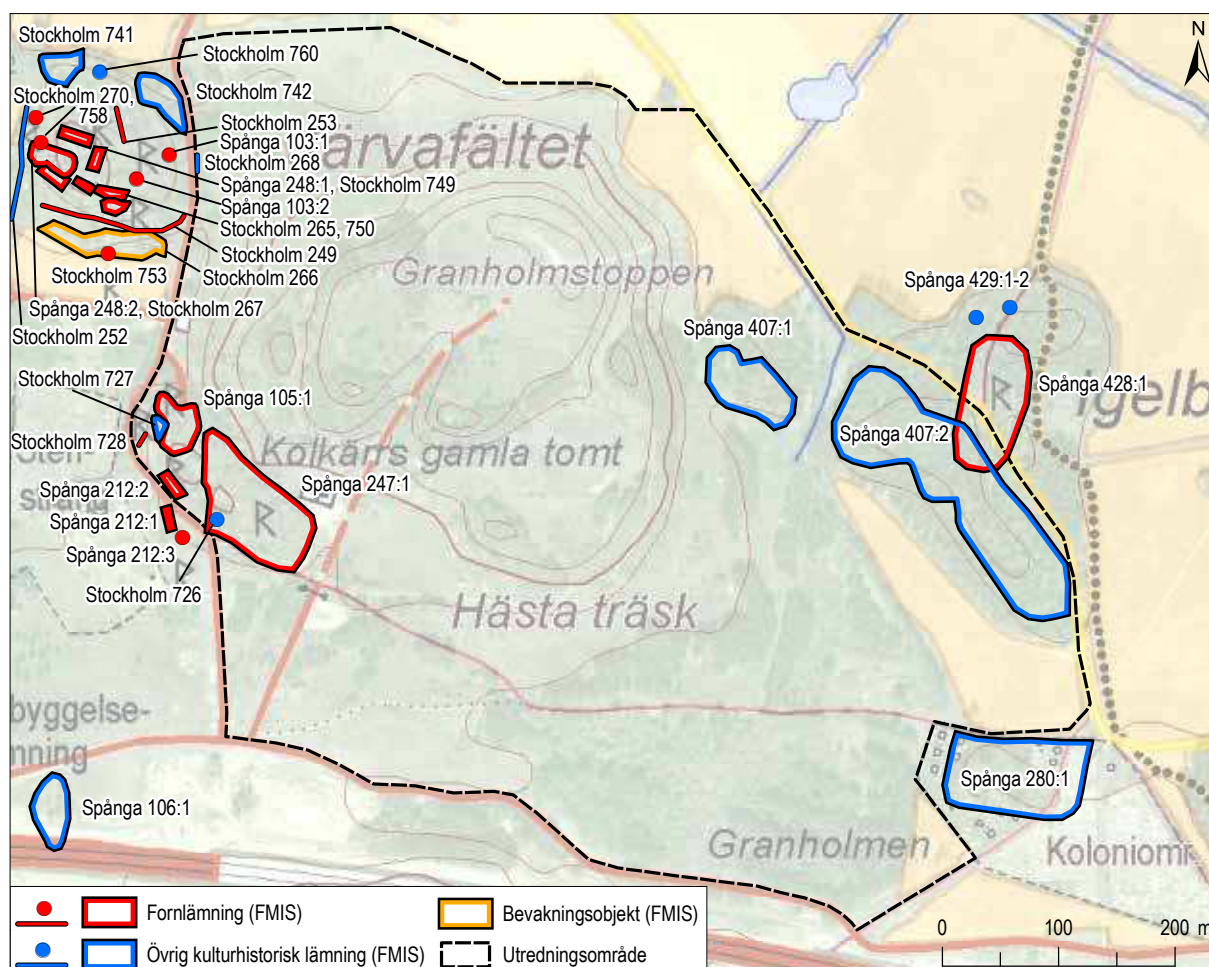 Stockholm 741
Stockholm 760
N
Stockholm 742
Stockholm 270,
758
Stockholm 253
Spånga 103:1
ärvafältet
Stockholm 268
Spånga 248:1, Stockholm 749
Spånga 103:2
Stockholm 265, 750
Stockholm 249
Stockholm 266
Stockholm 753
Granholmstoppen
Spånga 429:1-2
Spånga 248:2, Stockholm 267
Stockholm 252
Spånga 407:1
Stockholm 727
Spånga 105:1
Spånga 428:1
Igelb
Stockholm 728
Kolkärrs gamla tomt
Spånga 407:2
Spånga 212:2
Spånga 247:1
Spånga 212:1
Spånga 212:3
Stockholm 726
Hästa träsk
byggelse-
mning
Spånga 106:1
Spånga 280:1
Granholmen
Koloniomr
Fornlämning (FMIS)
Bevakningsobjekt (FMIS)
Övrig kulturhistorisk lämning (FMIS)
Utredningsområde
0 100 200 m